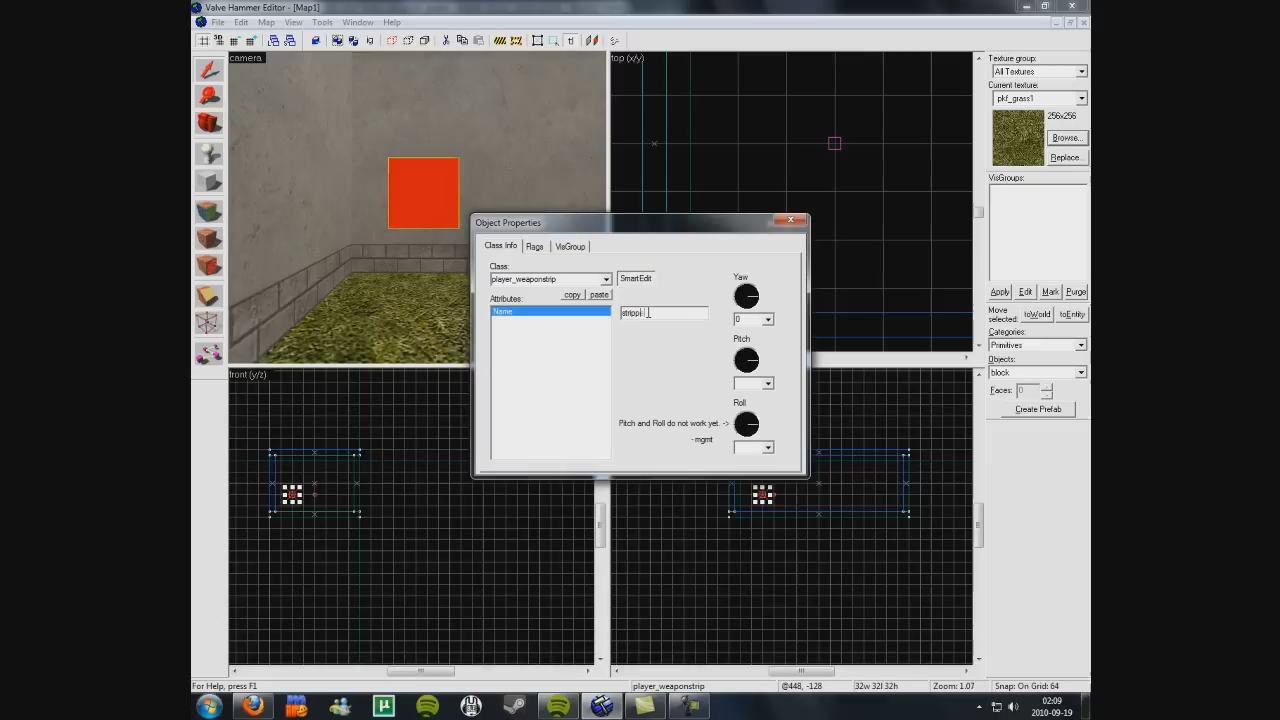 Valve Hammer Editor - [Map1]
File Edit Map View Tools Window Help
camera
top (x/y)
Texture group:
All Textures
Current texture:
pkf_grass1
256x256
Browse...
Replace...
VisGroups:
Object Properties
Class Info Flags VisGroup
Class:
player_weaponstrip
SmartEdit
Attributes:
copy paste
Name
strippi
Yaw
0
Pitch
Roll
Pitch and Roll do not work yet. ->
- mgmt
Apply Edit Mark Purge
Move selected:
toWorld toEntity
Categories:
Primitives
Objects:
block
Faces: 0
Create Prefab
front (y/z)
For Help, press F1
player_weaponstrip
@448, -128
32w 32l 32h
Zoom: 1.07
Snap: On Grid: 64
02:09
2010-09-19